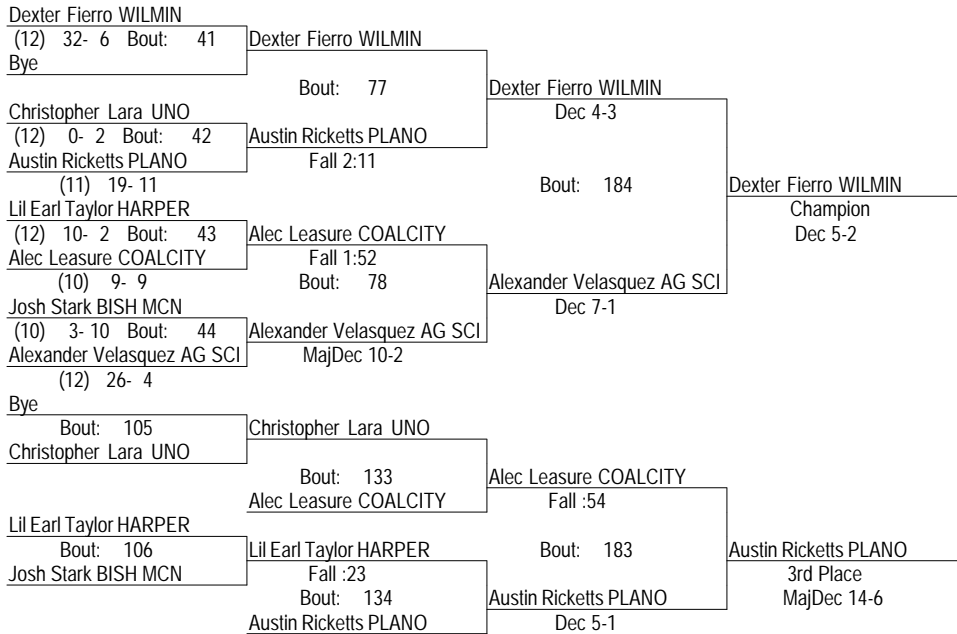 Dexter Fierro WILMIN
(12) 32- 6 Bout: 41 Dexter Fierro WILMIN
Bye
Bout: 77 Dexter Fierro WILMIN
Christopher Lara UNO Dec 4-3
(12) 0- 2 Bout: 42 Austin Ricketts PLANO
Austin Ricketts PLANO Fall 2:11
(11) 19- 11 Bout: 184 Dexter Fierro WILMIN
Lil Earl Taylor HARPER Champion
(12) 10- 2 Bout: 43 Alec Leasure COALCITY Dec 5-2
Alec Leasure COALCITY Fall 1:52
(10) 9- 9 Bout: 78 Alexander Velasquez AG SCI
Josh Stark BISH MCN Dec 7-1
(10) 3- 10 Bout: 44 Alexander Velasquez AG SCI
Alexander Velasquez AG SCI MajDec 10-2
(12) 26- 4
Bye
Bout: 105 Christopher Lara UNO
Christopher Lara UNO
Bout: 133 Alec Leasure COALCITY
Alec Leasure COALCITY Fall :54
Lil Earl Taylor HARPER
Bout: 106 Lil Earl Taylor HARPER Bout: 183 Austin Ricketts PLANO
Josh Stark BISH MCN Fall :23 3rd Place
Bout: 134 Austin Ricketts PLANO MajDec 14-6
Austin Ricketts PLANO Dec 5-1